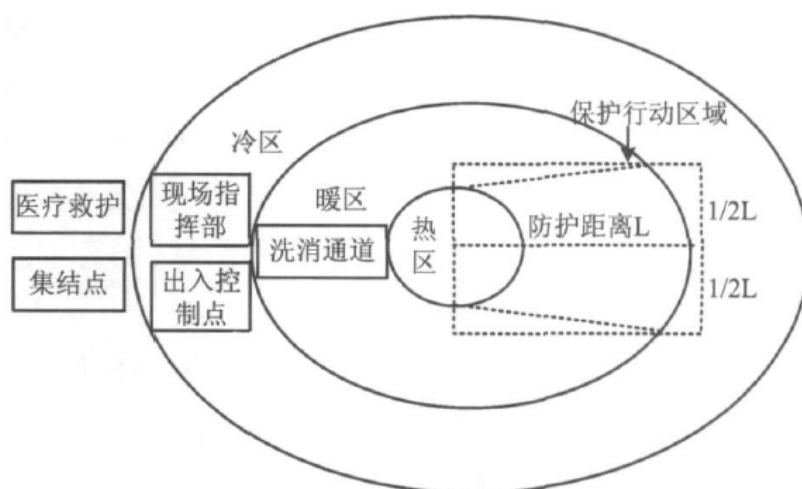 保护行动区域
冷区
医疗救护
现场指
挥部
暖区
1/2L
热
区
防护距离L
洗消通道
集结点
出入控
制点
1/2L